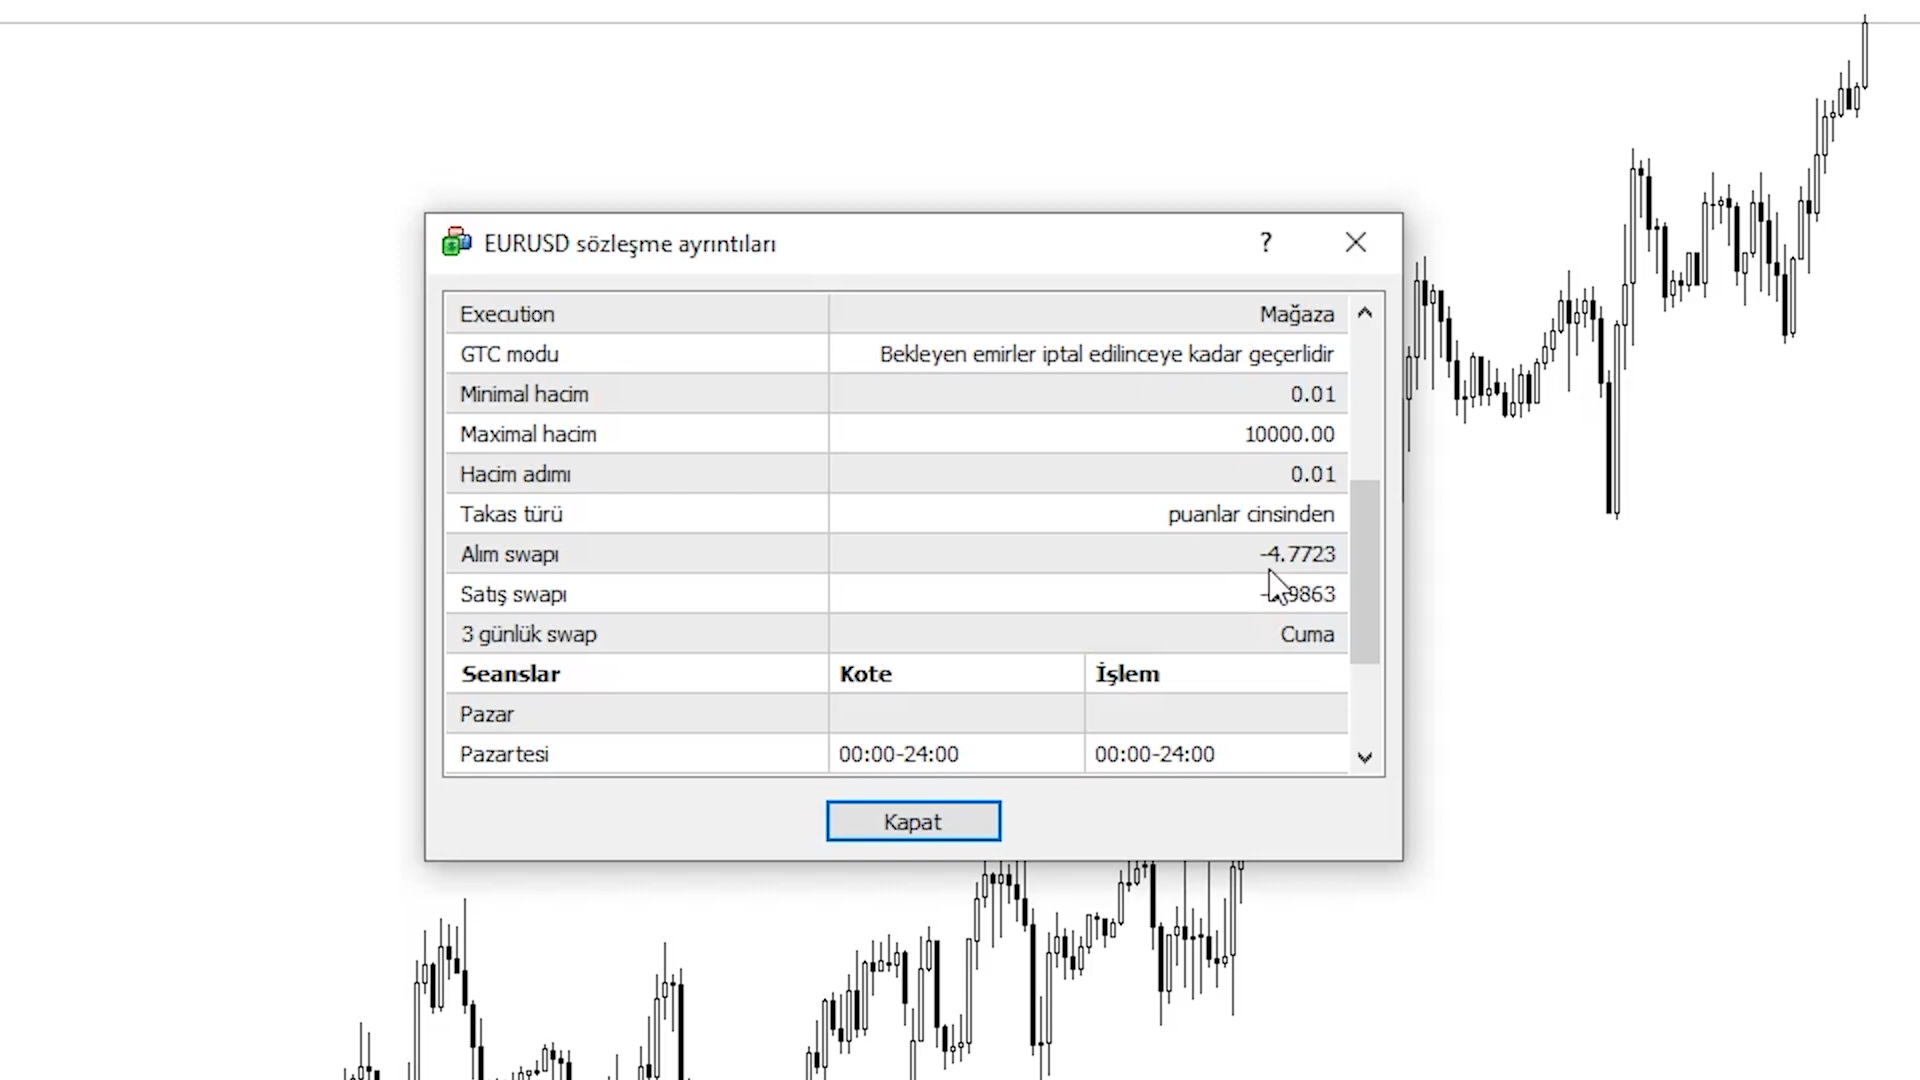 EURUSD sözleşme ayrıntıları ?
Execution Mağaza
GTC modu Bekleyen emirler iptal edilinceye kadar geçerlidir
Minimal hacim 0.01
Maximal hacim 10000.00
Hacim adımı 0.01
Takas türü puanlar cinsinden
Alım swapı -4.7723
Satış swapı
3 günlük swap Cuma
Seanslar Kote İşlem
Pazar
Pazartesi 00:00-24:00 00:00-24:00
Kapat